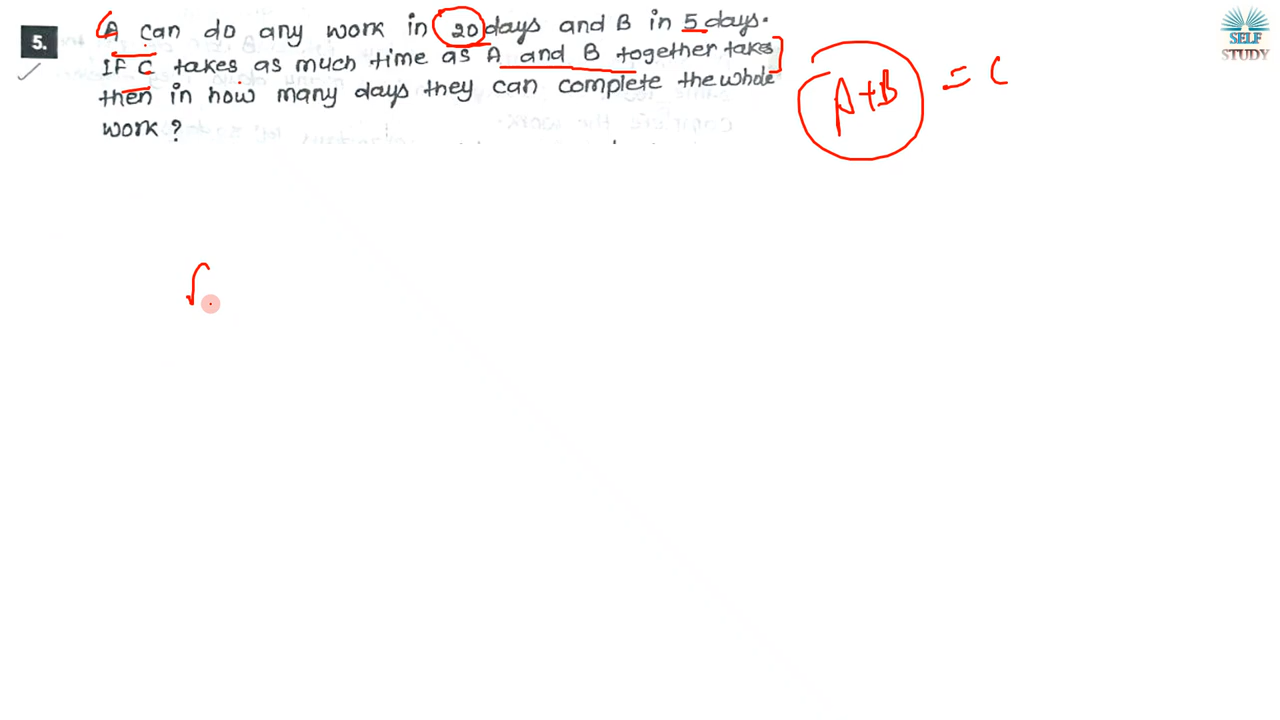 5.
A can do any work in 20 days and B in 5 days.
If C takes as much time as A and B together takes
then in how many days they can complete the whole
work?
A+B = C
SELF
STUDY